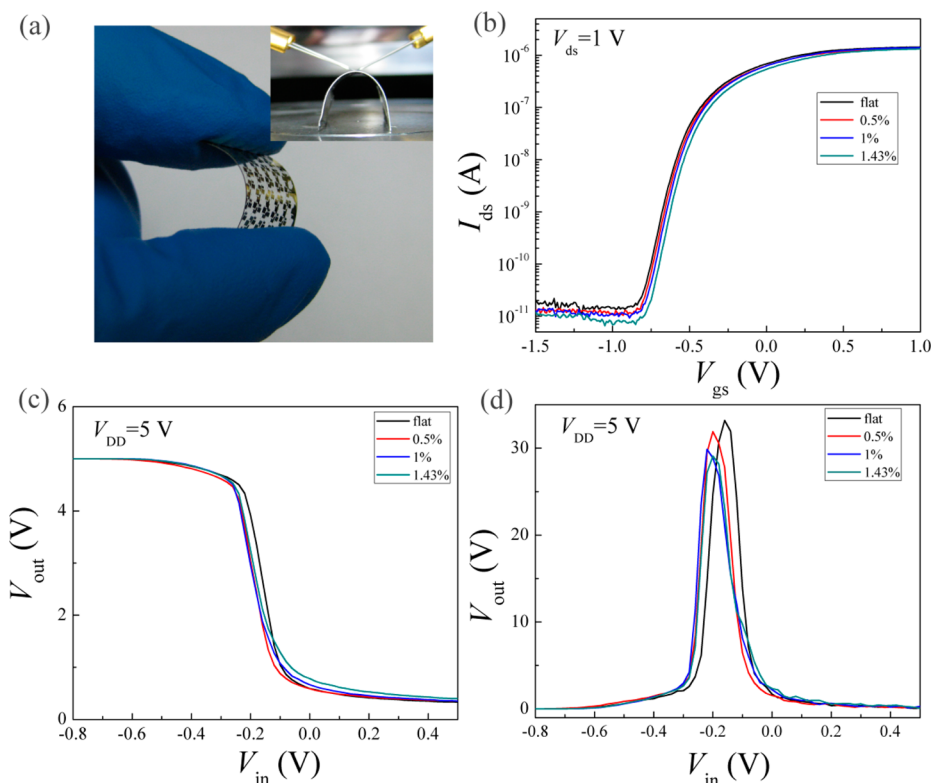 (a)
(b)
V_ds=1 V
flat
0.5%
1%
1.43%
10^-6
10^-7
10^-8
10^-9
10^-10
10^-11
I_ds (A)
-1.5 -1.0 -0.5 0.0 0.5 1.0
V_gs (V)
(c)
V_DD=5 V
flat
0.5%
1%
1.43%
6
4
2
0
V_out (V)
-0.8 -0.6 -0.4 -0.2 0.0 0.2 0.4
V_in (V)
(d)
V_DD=5 V
flat
0.5%
1%
1.43%
30
20
10
0
V_out (V)
-0.8 -0.6 -0.4 -0.2 0.0 0.2 0.4
V_in (V)